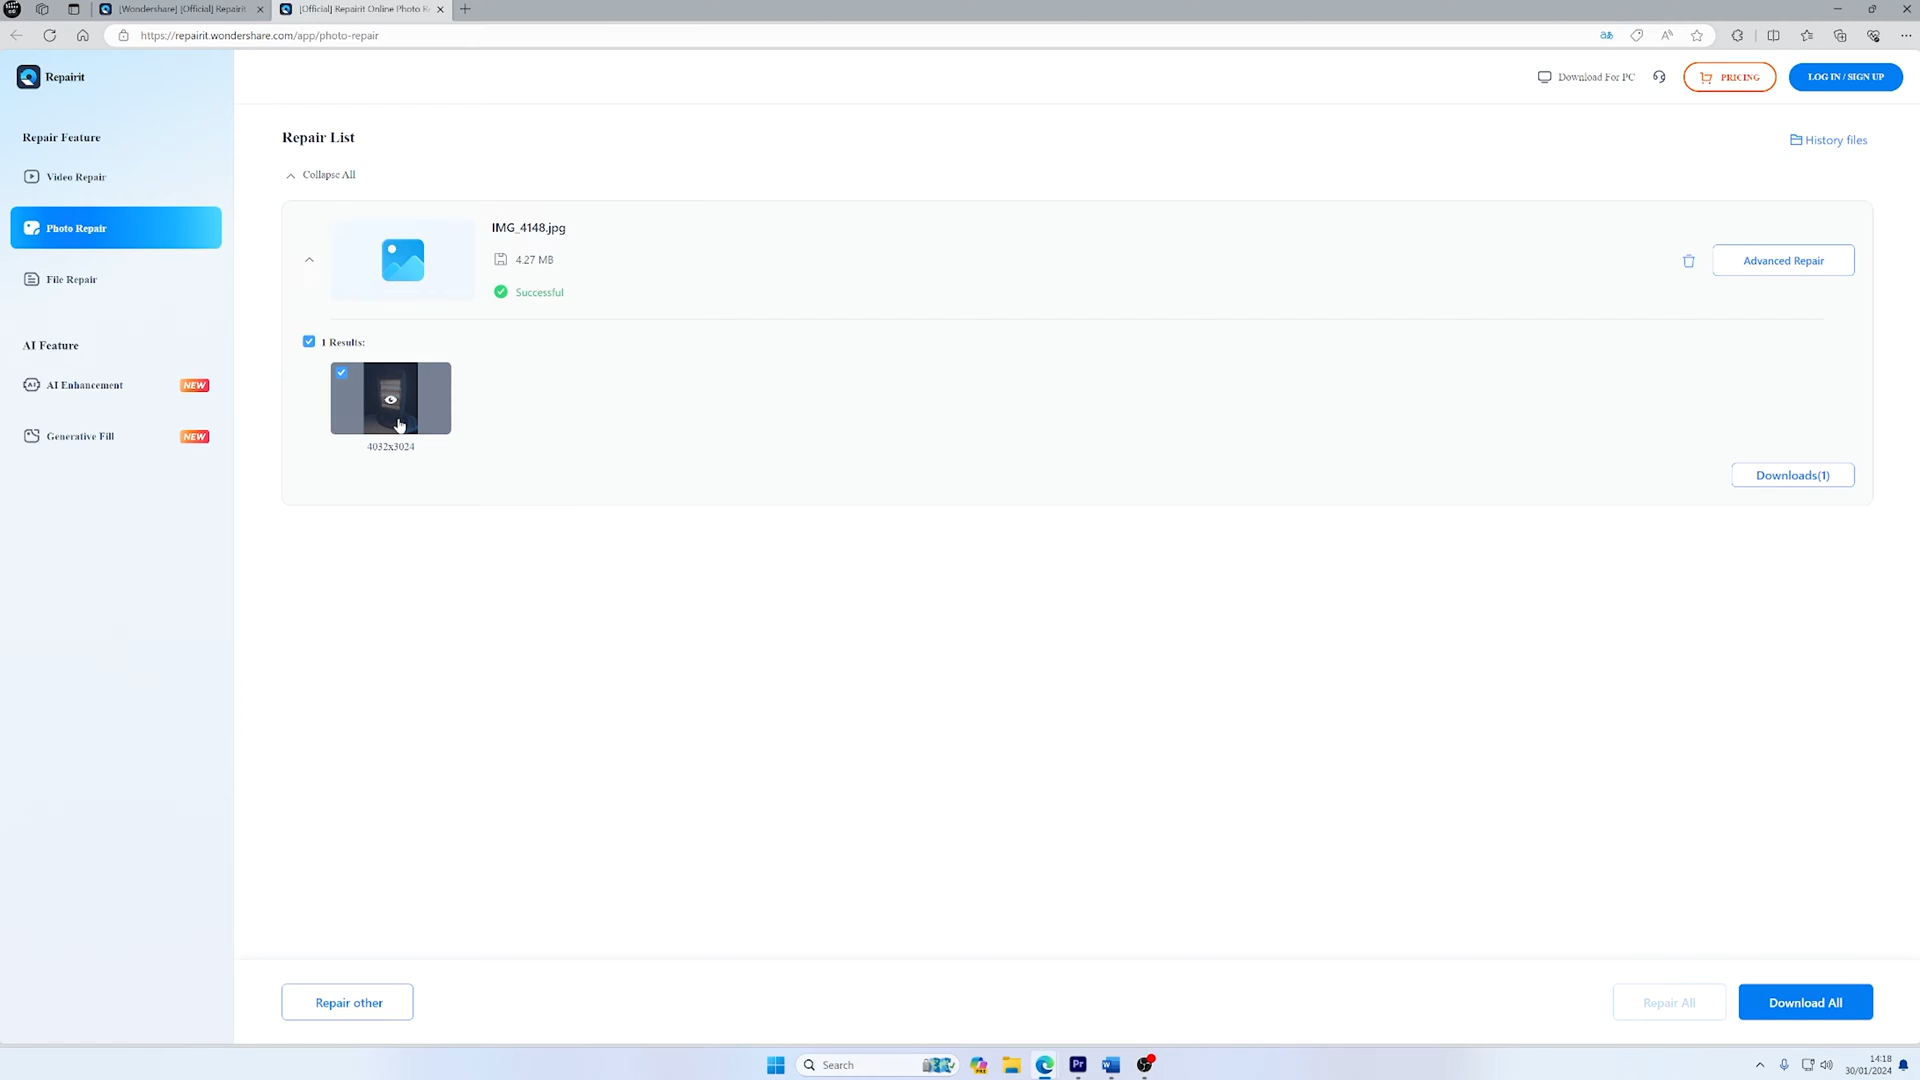 [Wondershare] [Official] Repairit
[Official] Repairit Online Photo R
https://repairit.wondershare.com/app/photo-repair
Repairit
Download For PC
PRICING
LOG IN / SIGN UP
Repair Feature
Video Repair
Photo Repair
File Repair
AI Feature
AI Enhancement NEW
Generative Fill NEW
Repair List
History files
Collapse All
IMG_4148.jpg
4.27 MB
Successful
Advanced Repair
1 Results:
4032x3024
Downloads(1)
Repair other
Repair All
Download All
Search
Pr
14:18
30/01/2024